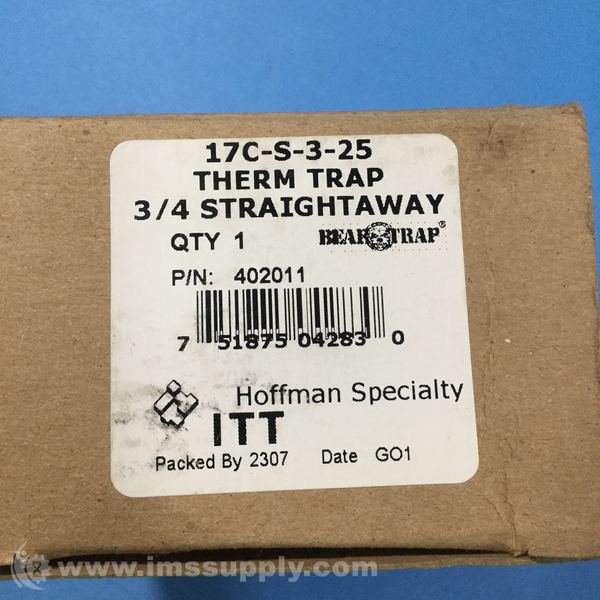 17C-S-3-25
THERM TRAP
3/4 STRAIGHTAWAY
QTY 1 BEAR TRAP®
P/N: 402011
7 51875 04283 0
Hoffman Specialty
ITT
Packed By 2307 Date GO1
www.imssupply.com